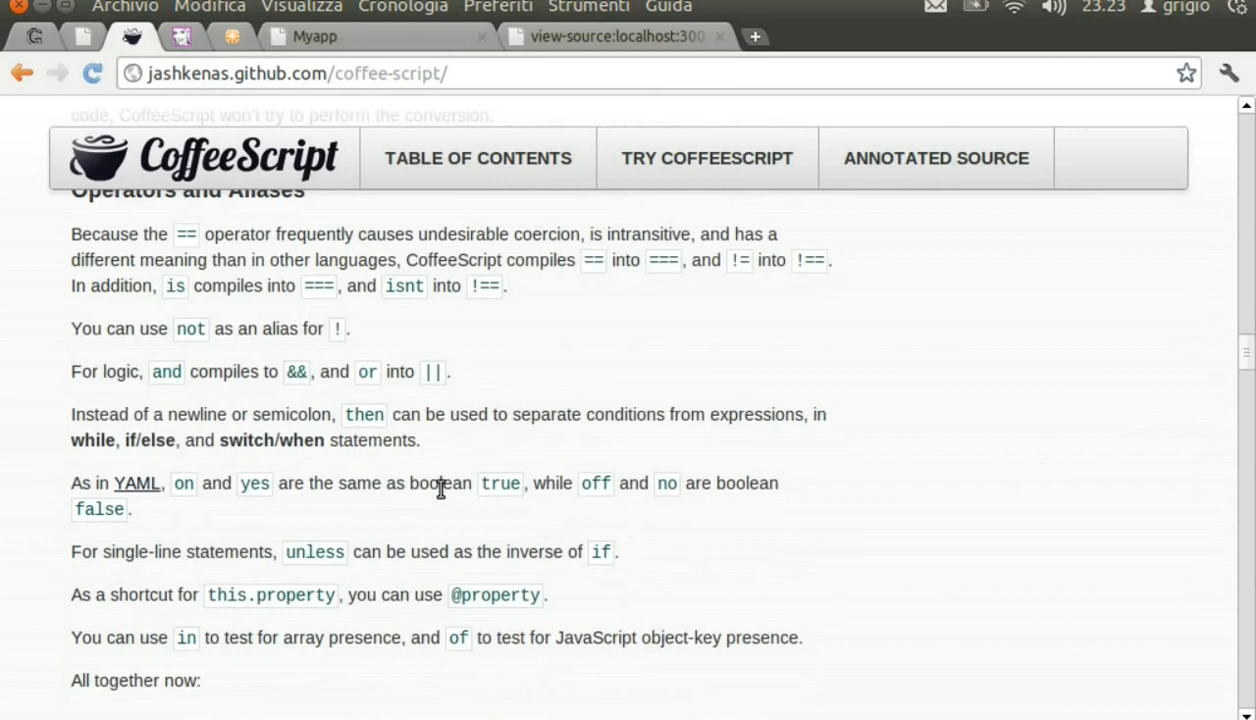 Archivio Modifica Visualizza Cronologia Preferiti Strumenti Guida 23.23 grigio
Myapp view-source:localhost:300
jashkenas.github.com/coffee-script/
code, CoffeeScript won't try to perform the conversion.
CoffeeScript TABLE OF CONTENTS TRY COFFEESCRIPT ANNOTATED SOURCE
Operators and Aliases
Because the == operator frequently causes undesirable coercion, is intransitive, and has a
different meaning than in other languages, CoffeeScript compiles == into ===, and != into !==.
In addition, is compiles into ===, and isnt into !==.
You can use not as an alias for !.
For logic, and compiles to &&, and or into ||.
Instead of a newline or semicolon, then can be used to separate conditions from expressions, in
while, if/else, and switch/when statements.
As in YAML, on and yes are the same as boolean true, while off and no are boolean
false.
For single-line statements, unless can be used as the inverse of if.
As a shortcut for this.property, you can use @property.
You can use in to test for array presence, and of to test for JavaScript object-key presence.
All together now: